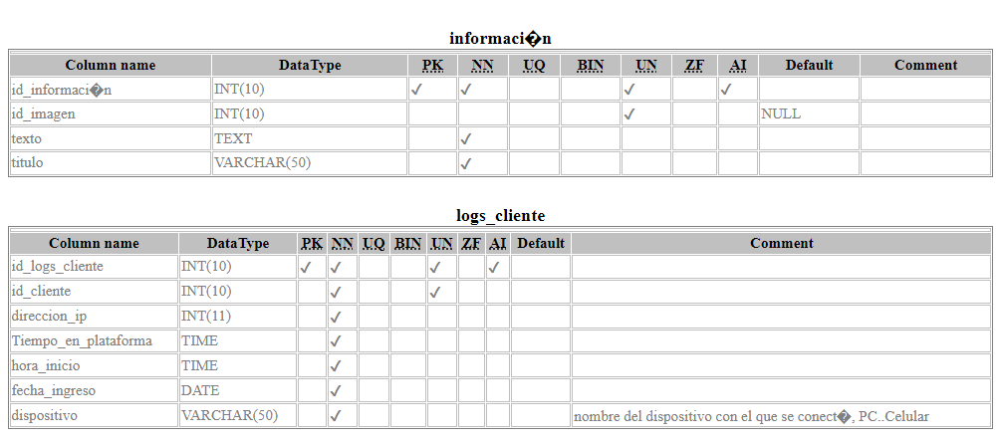 informaci�n
Column name DataType PK NN UQ BIN UN ZF AI Default Comment
id_informaci�n INT(10) ✓ ✓ ✓ ✓
id_imagen INT(10) ✓ NULL
texto TEXT ✓
titulo VARCHAR(50) ✓
logs_cliente
Column name DataType PK NN UQ BIN UN ZF AI Default Comment
id_logs_cliente INT(10) ✓ ✓ ✓ ✓
id_cliente INT(10) ✓ ✓
direccion_ip INT(11) ✓
Tiempo_en_plataforma TIME ✓
hora_inicio TIME ✓
fecha_ingreso DATE ✓
dispositivo VARCHAR(50) ✓ nombre del dispositivo con el que se conect�, PC..Celular